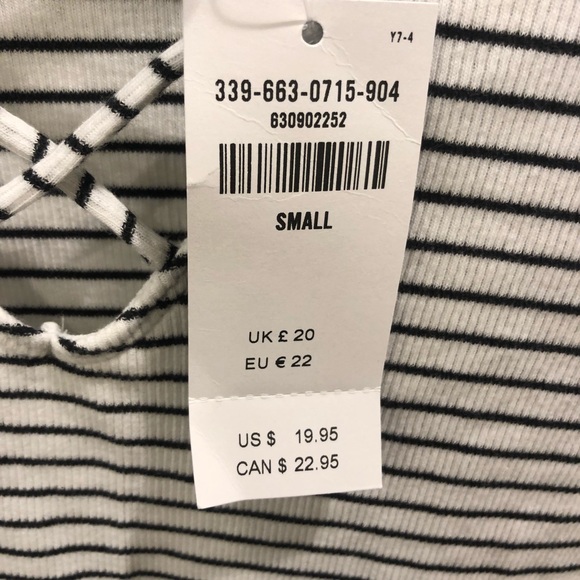 Y7-4
339-663-0715-904
630902252
SMALL
UK £ 20
EU € 22
US $ 19.95
CAN $ 22.95